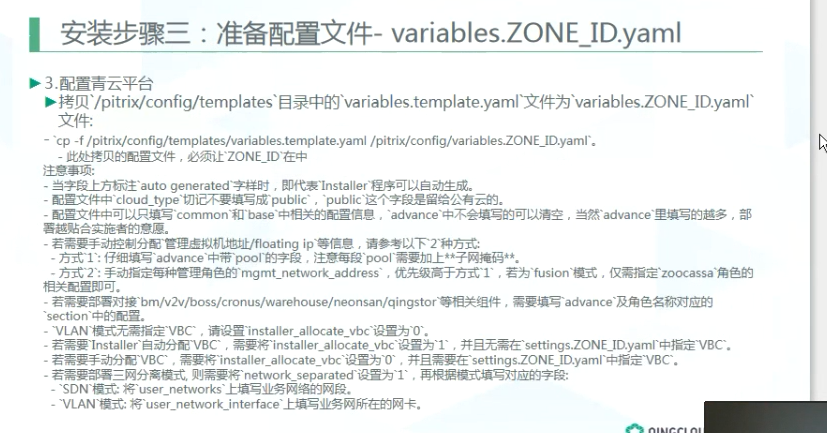 安装步骤三：准备配置文件- variables.ZONE_ID.yaml
3.配置青云平台
拷贝`/pitrix/config/templates`目录中的`variables.template.yaml`文件为`variables.ZONE_ID.yaml`
文件:
- `cp -f /pitrix/config/templates/variables.template.yaml /pitrix/config/variables.ZONE_ID.yaml`。
- 此处拷贝的配置文件，必须让`ZONE_ID`在中
注意事项:
- 当字段上方标注`auto generated`字样时，即代表`Installer`程序可以自动生成。
- 配置文件中`cloud_type`切记不要填写成`public`，`public`这个字段是留给公有云的。
- 配置文件中可以只填写`common`和`base`中相关的配置信息，`advance`中不会填写的可以清空，当然`advance`里填写的越多，部
署越贴合实施者的意愿。
- 若需要手动控制分配`管理虚拟机地址/floating ip`等信息，请参考以下`2`种方式:
- 方式`1`: 仔细填写`advance`中带`pool`的字段，注意每段`pool`需要加上**子网掩码**。
- 方式`2`: 手动指定每种管理角色的`mgmt_network_address`，优先级高于方式`1`，若为`fusion`模式，仅需指定`zoocassa`角色的
相关配置即可。
- 若需要部署对接`bm/v2v/boss/cronus/warehouse/neonsan/qingstor`等相关组件，需要填写`advance`及角色名称对应的
`section`中的配置。
- `VLAN`模式无需指定`VBC`，请设置`installer_allocate_vbc`设置为`0`。
- 若需要`Installer`自动分配`VBC`，需要将`installer_allocate_vbc`设置为`1`，并且无需在`settings.ZONE_ID.yaml`中指定`VBC`。
- 若需要手动分配`VBC`，需要将`installer_allocate_vbc`设置为`0`，并且需要在`settings.ZONE_ID.yaml`中指定`VBC`。
- 若需要部署三网分离模式, 则需要将`network_separated`设置为`1`，再根据模式填写对应的字段:
- `SDN`模式: 将`user_networks`上填写业务网络的网段。
- `VLAN`模式: 将`user_network_interface`上填写业务网所在的网卡。